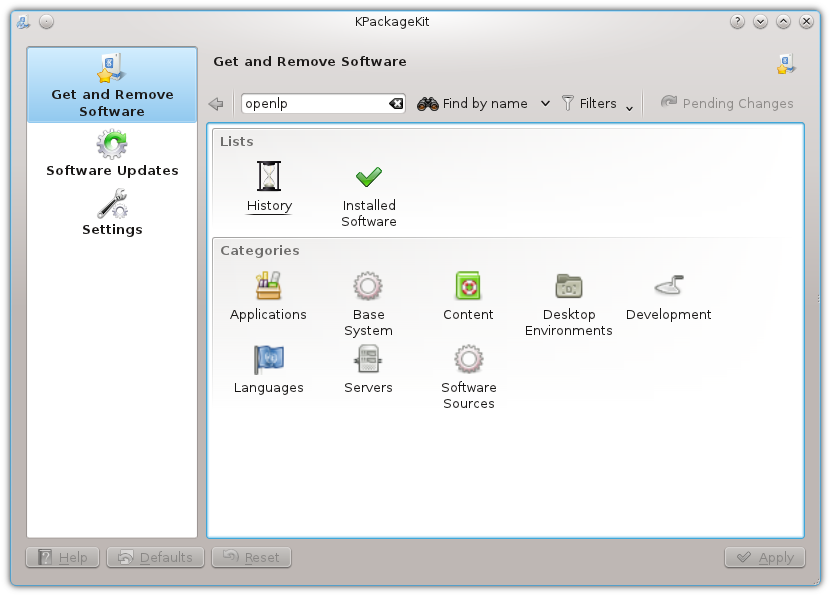 KPackageKit
Get and Remove
Software
Software Updates
Settings
Get and Remove Software
openlp
Find by name
Filters
Pending Changes
Lists
History
Installed
Software
Categories
Applications
Base
System
Content
Desktop
Environments
Development
Languages
Servers
Software
Sources
Help
Defaults
Reset
Apply